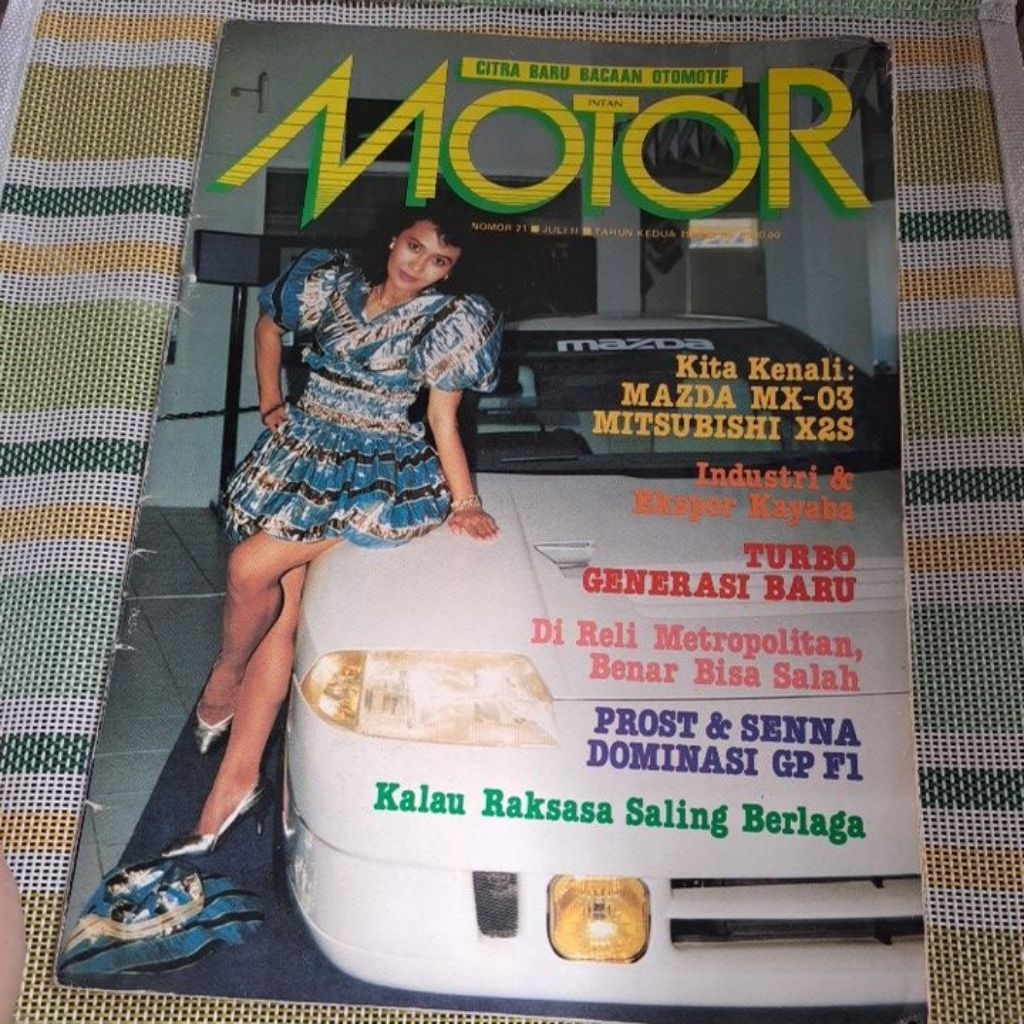 CITRA BARU BACAAN OTOMOTIF
INTAN
MOTOR
NOMOR 21 ■ JULI II ■ TAHUN KEDUA
mazda
Kita Kenali:
MAZDA MX-03
MITSUBISHI X2S
Industri &
Ekspor Kayaba
TURBO
GENERASI BARU
Di Reli Metropolitan,
Benar Bisa Salah
PROST & SENNA
DOMINASI GP F1
Kalau Raksasa Saling Berlaga